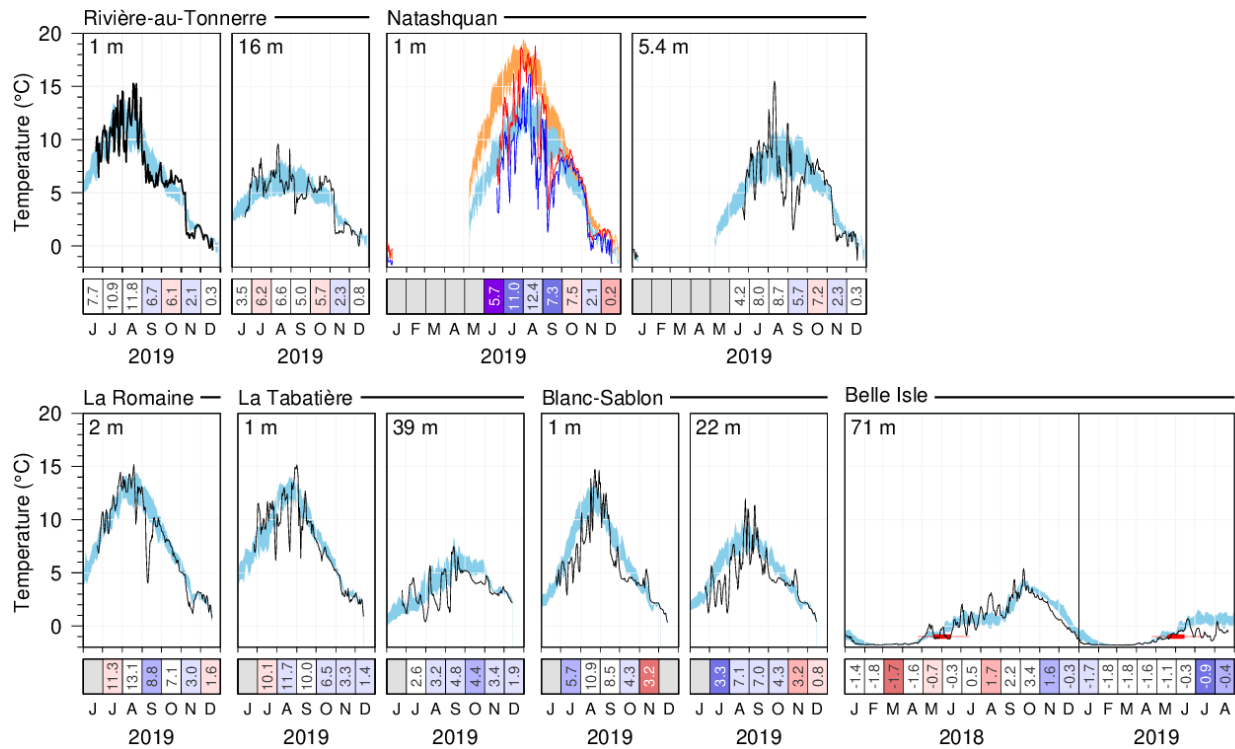 Rivière-au-Tonnerre
Natashquan
20
15
10
5
0
Temperature (°C)
1 m
16 m
1 m
5.4 m
7.7 10.9 11.8 6.7 6.1 2.1 0.3
3.5 6.2 6.6 5.0 5.7 2.3 0.8
5.7 11.0 12.4 7.3 7.5 2.1 0.2
4.2 8.0 8.7 5.7 7.2 2.3 0.3
J J A S O N D
J J A S O N D
J F M A M J J A S O N D
J F M A M J J A S O N D
2019
2019
2019
2019
La Romaine
La Tabatière
Blanc-Sablon
Belle Isle
20
15
10
5
0
Temperature (°C)
2 m
1 m
39 m
1 m
22 m
71 m
11.3 13.1 8.8 7.1 3.0 1.6
10.1 11.7 10.0 6.5 3.3 1.4
2.6 3.2 4.8 4.4 3.4 1.9
5.7 10.9 8.5 4.3 3.2
3.3 7.1 7.0 4.3 3.2 0.8
-1.4 -1.8 -1.7 -1.6 -0.7 -0.3 0.5 1.7 2.2 3.4 1.6 -0.3 -1.7 -1.8 -1.8 -1.6 -1.1 -0.3 -0.9 -0.4
J J A S O N D
J J A S O N D
J J A S O N D
J J A S O N D
J J A S O N D
J F M A M J J A S O N D J F M A M J J A
2019
2019
2019
2019
2019
2018
2019